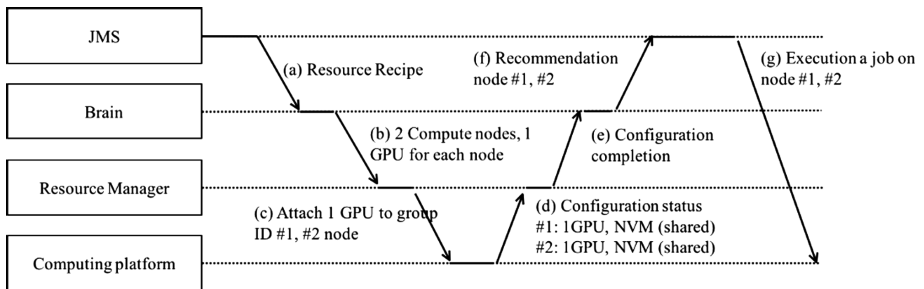 JMS
Brain
Resource Manager
Computing platform
(a) Resource Recipe
(b) 2 Compute nodes, 1
GPU for each node
(c) Attach 1 GPU to group
ID #1, #2 node
(d) Configuration status
#1: 1GPU, NVM (shared)
#2: 1GPU, NVM (shared)
(e) Configuration
completion
(f) Recommendation
node #1, #2
(g) Execution a job on
node #1, #2